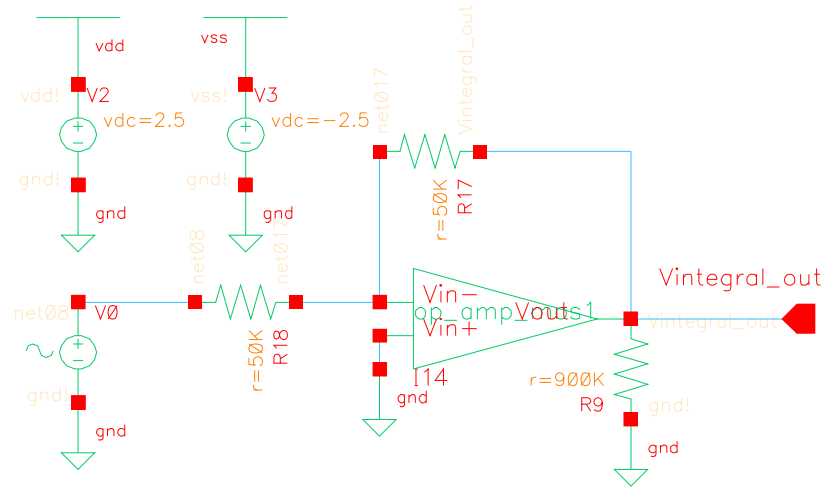 vdd
vss
vdd!
V2
vdc=2.5
gnd!
gnd
vss!
V3
vdc=-2.5
gnd!
gnd
net017
Vintegral_out
r=50K
R17
net08
V0
gnd!
gnd
net08
net017
r=50K
R18
Vin-
Vin+
op_amp_mos1
Vout
I14
gnd
Vintegral_out
Vintegral_out
r=900K
R9
gnd!
gnd